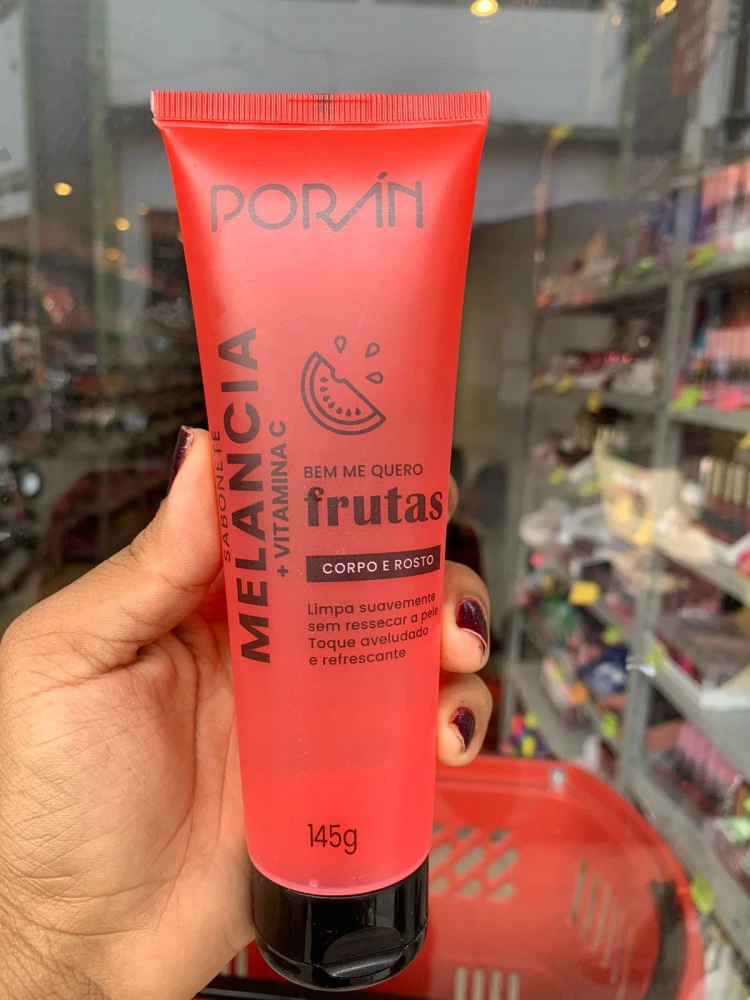 PORÁN
SABONETE
MELANCIA
+ VITAMINA C
BEM ME QUERO
frutas
CORPO E ROSTO
Limpa suavemente
sem ressecar a pele
Toque aveludado
e refrescante
145g